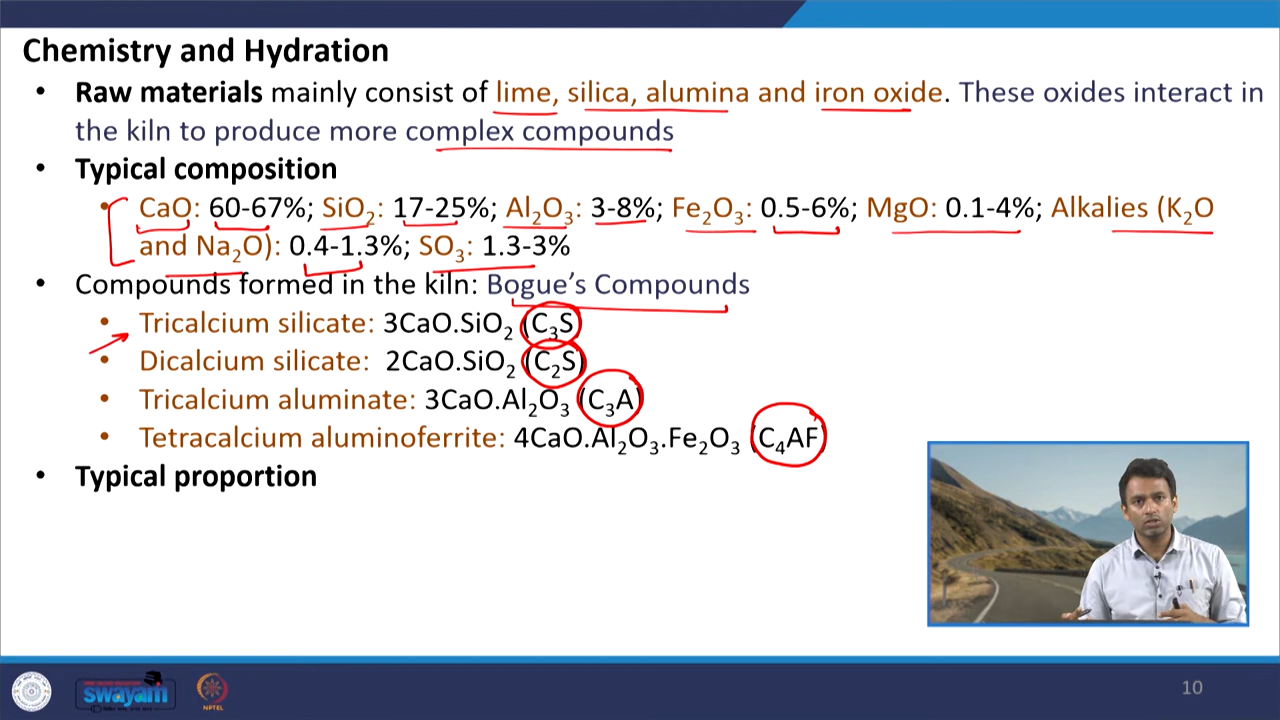 Chemistry and Hydration
• Raw materials mainly consist of lime, silica, alumina and iron oxide. These oxides interact in
the kiln to produce more complex compounds
• Typical composition
• CaO: 60-67%; SiO₂: 17-25%; Al₂O₃: 3-8%; Fe₂O₃: 0.5-6%; MgO: 0.1-4%; Alkalies (K₂O
and Na₂O): 0.4-1.3%; SO₃: 1.3-3%
• Compounds formed in the kiln: Bogue’s Compounds
• Tricalcium silicate: 3CaO.SiO₂ (C₃S)
• Dicalcium silicate: 2CaO.SiO₂ (C₂S)
• Tricalcium aluminate: 3CaO.Al₂O₃ (C₃A)
• Tetracalcium aluminoferrite: 4CaO.Al₂O₃.Fe₂O₃ (C₄AF)
• Typical proportion
swayam
NPTEL
10